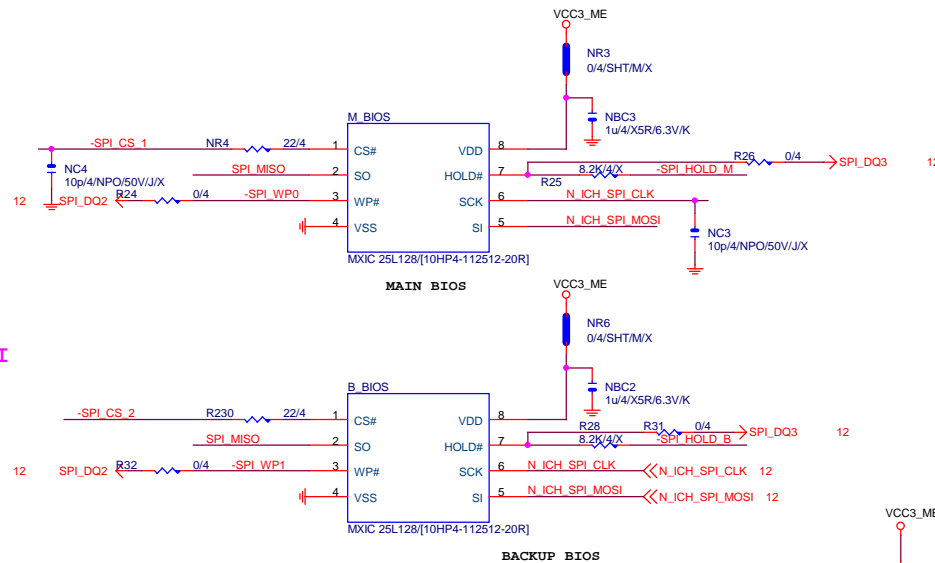 VCC3_ME
NR3
0/4/SHT/M/X
NBC3
1u/4/X5R/6.3V/K
M_BIOS
-SPI_CS_1 NR4 22/4 1 CS# VDD 8
NC4
10p/4/NPO/50V/J/X
SPI_MISO 2 SO HOLD# 7 R25 8.2K/4/X -SPI_HOLD_M R26 0/4 SPI_DQ3 12
12 SPI_DQ2 R24 0/4 -SPI_WP0 3 WP# SCK 6 N_ICH_SPI_CLK
4 VSS SI 5 N_ICH_SPI_MOSI
NC3
10p/4/NPO/50V/J/X
MXIC 25L128/[10HP4-112512-20R]
MAIN BIOS
VCC3_ME
NR6
0/4/SHT/M/X
I
NBC2
1u/4/X5R/6.3V/K
B_BIOS
-SPI_CS_2 R230 22/4 1 CS# VDD 8
SPI_MISO 2 SO HOLD# 7 R28 8.2K/4/X -SPI_HOLD_B R31 0/4 SPI_DQ3 12
12 SPI_DQ2 R32 0/4 -SPI_WP1 3 WP# SCK 6 N_ICH_SPI_CLK N_ICH_SPI_CLK 12
4 VSS SI 5 N_ICH_SPI_MOSI N_ICH_SPI_MOSI 12
MXIC 25L128/[10HP4-112512-20R]
BACKUP BIOS
VCC3_ME